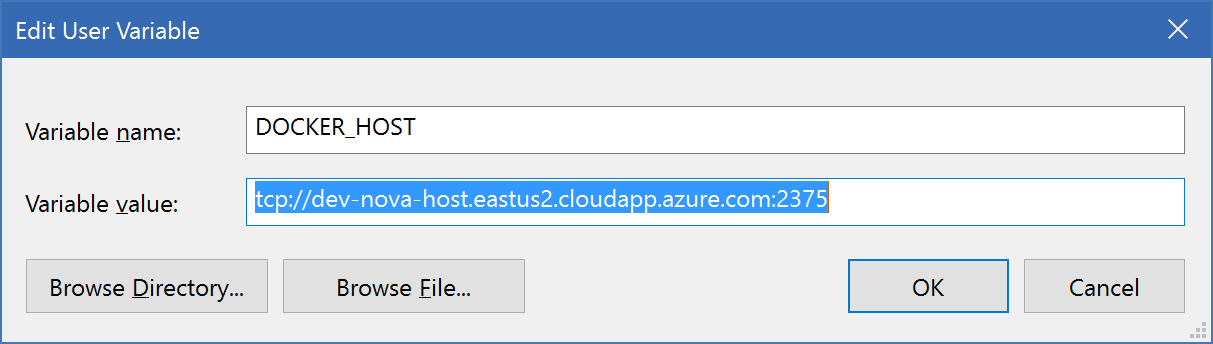 Edit User Variable
Variable name:
DOCKER_HOST
Variable value:
tcp://dev-nova-host.eastus2.cloudapp.azure.com:2375
Browse Directory...
Browse File...
OK
Cancel